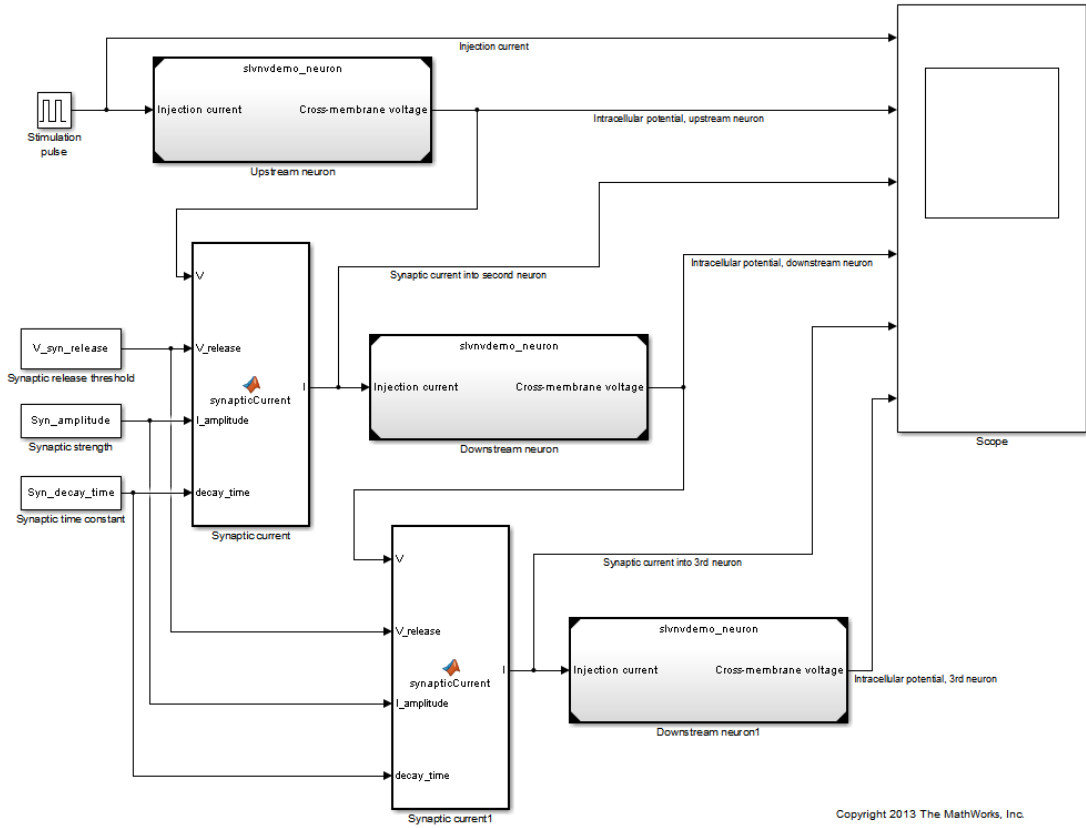 Injection current
slvnvdemo_neuron
Injection current
Cross-membrane voltage
Intracellular potential, upstream neuron
Stimulation
pulse
Upstream neuron
V
Synaptic current into second neuron
Intracellular potential, downstream neuron
V_syn_release
V_release
Synaptic release threshold
synapticCurrent
I
slvnvdemo_neuron
Injection current
Cross-membrane voltage
Syn_amplitude
I_amplitude
Synaptic strength
Downstream neuron
Scope
Syn_decay_time
decay_time
Synaptic time constant
Synaptic current
V
Synaptic current into 3rd neuron
V_release
synapticCurrent
I
slvnvdemo_neuron
Injection current
Cross-membrane voltage
Intracellular potential, 3rd neuron
I_amplitude
Downstream neuron1
decay_time
Synaptic current1
Copyright 2013 The MathWorks, Inc.